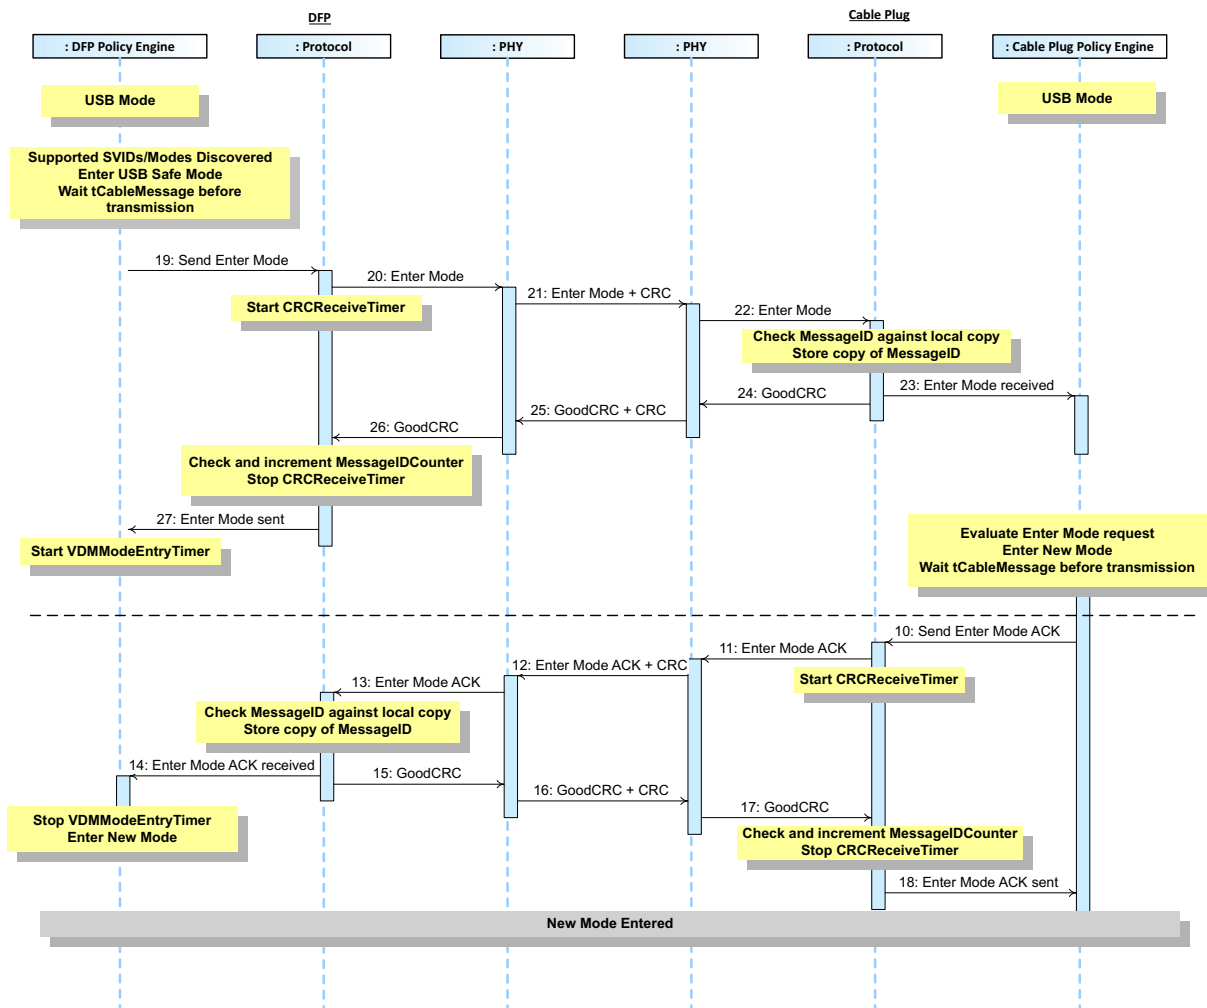 DFP
Cable Plug
: DFP Policy Engine
: Protocol
: PHY
: PHY
: Protocol
: Cable Plug Policy Engine
USB Mode
USB Mode
Supported SVIDs/Modes Discovered
Enter USB Safe Mode
Wait tCableMessage before
transmission
19: Send Enter Mode
20: Enter Mode
Start CRCReceiveTimer
21: Enter Mode + CRC
22: Enter Mode
Check MessageID against local copy
Store copy of MessageID
23: Enter Mode received
24: GoodCRC
25: GoodCRC + CRC
26: GoodCRC
Check and increment MessageIDCounter
Stop CRCReceiveTimer
27: Enter Mode sent
Start VDMModeEntryTimer
Evaluate Enter Mode request
Enter New Mode
Wait tCableMessage before transmission
10: Send Enter Mode ACK
11: Enter Mode ACK
Start CRCReceiveTimer
12: Enter Mode ACK + CRC
13: Enter Mode ACK
Check MessageID against local copy
Store copy of MessageID
14: Enter Mode ACK received
15: GoodCRC
16: GoodCRC + CRC
17: GoodCRC
Stop VDMModeEntryTimer
Enter New Mode
Check and increment MessageIDCounter
Stop CRCReceiveTimer
18: Enter Mode ACK sent
New Mode Entered